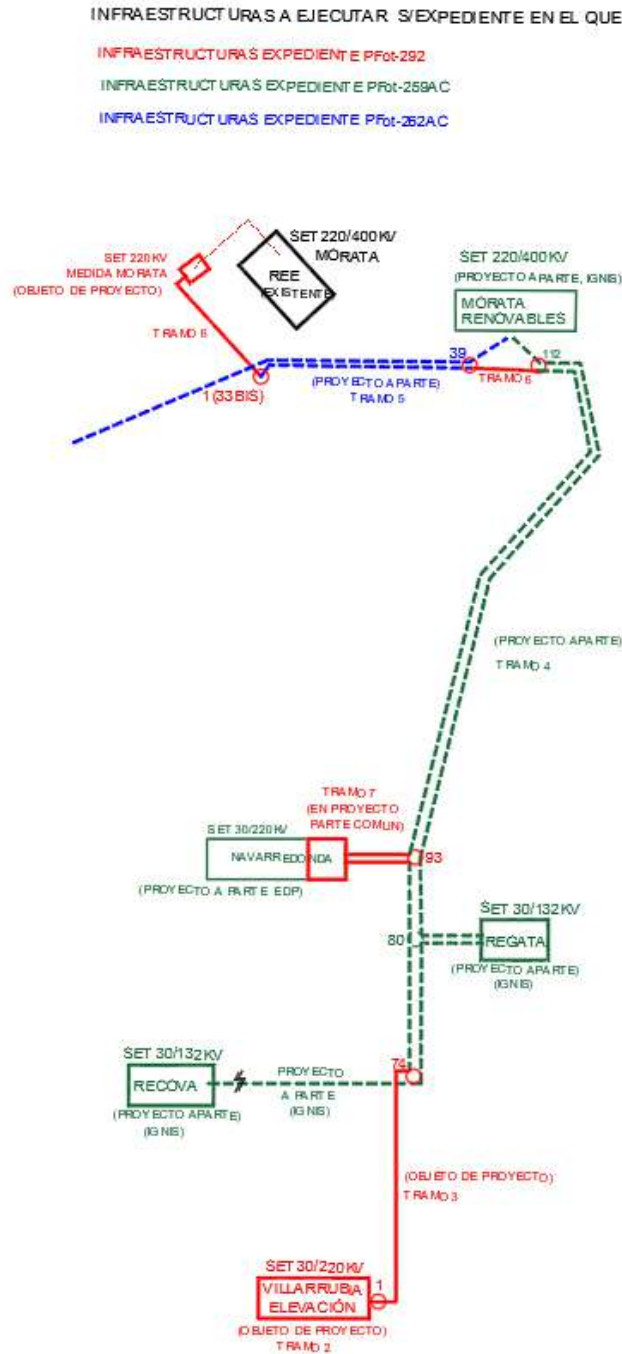 INFRAESTRUCTURAS A EJECUTAR S/EXPEDIENTE EN EL QUE
INFRAESTRUCTURAS EXPEDIENTE PFot-292
INFRAESTRUCTURAS EXPEDIENTE PFot-259AC
INFRAESTRUCTURAS EXPEDIENTE PFot-262AC
SET 220/400KV
MORATA
REE
(EXISTENTE)
SET 220KV
MEDIDA MORATA
(OBJETO DE PROYECTO)
TRAMO 6
SET 220/400KV
(PROYECTO A PARTE, IGNIS)
MORATA
RENOVABLES
39
112
TRAMO 6
1 (33 BIS)
(PROYECTO APARTE)
TRAMO 5
(PROYECTO APARTE)
TRAMO 4
TRAMO 7
(EN PROYECTO
PARTE COMUN)
SET 30/220KV
NAVARREDONDA
(PROYECTO A PARTE EDP)
93
80
SET 30/132KV
REGATA
(PROYECTO APARTE)
(IGNIS)
74
SET 30/132KV
RECOVA
(PROYECTO APARTE)
(IGNIS)
PROYECTO
A PARTE
(IGNIS)
(OBJETO DE PROYECTO)
TRAMO 3
SET 30/220KV
VILLARRUBIA
ELEVACIÓN
1
(OBJETO DE PROYECTO)
TRAMO 2